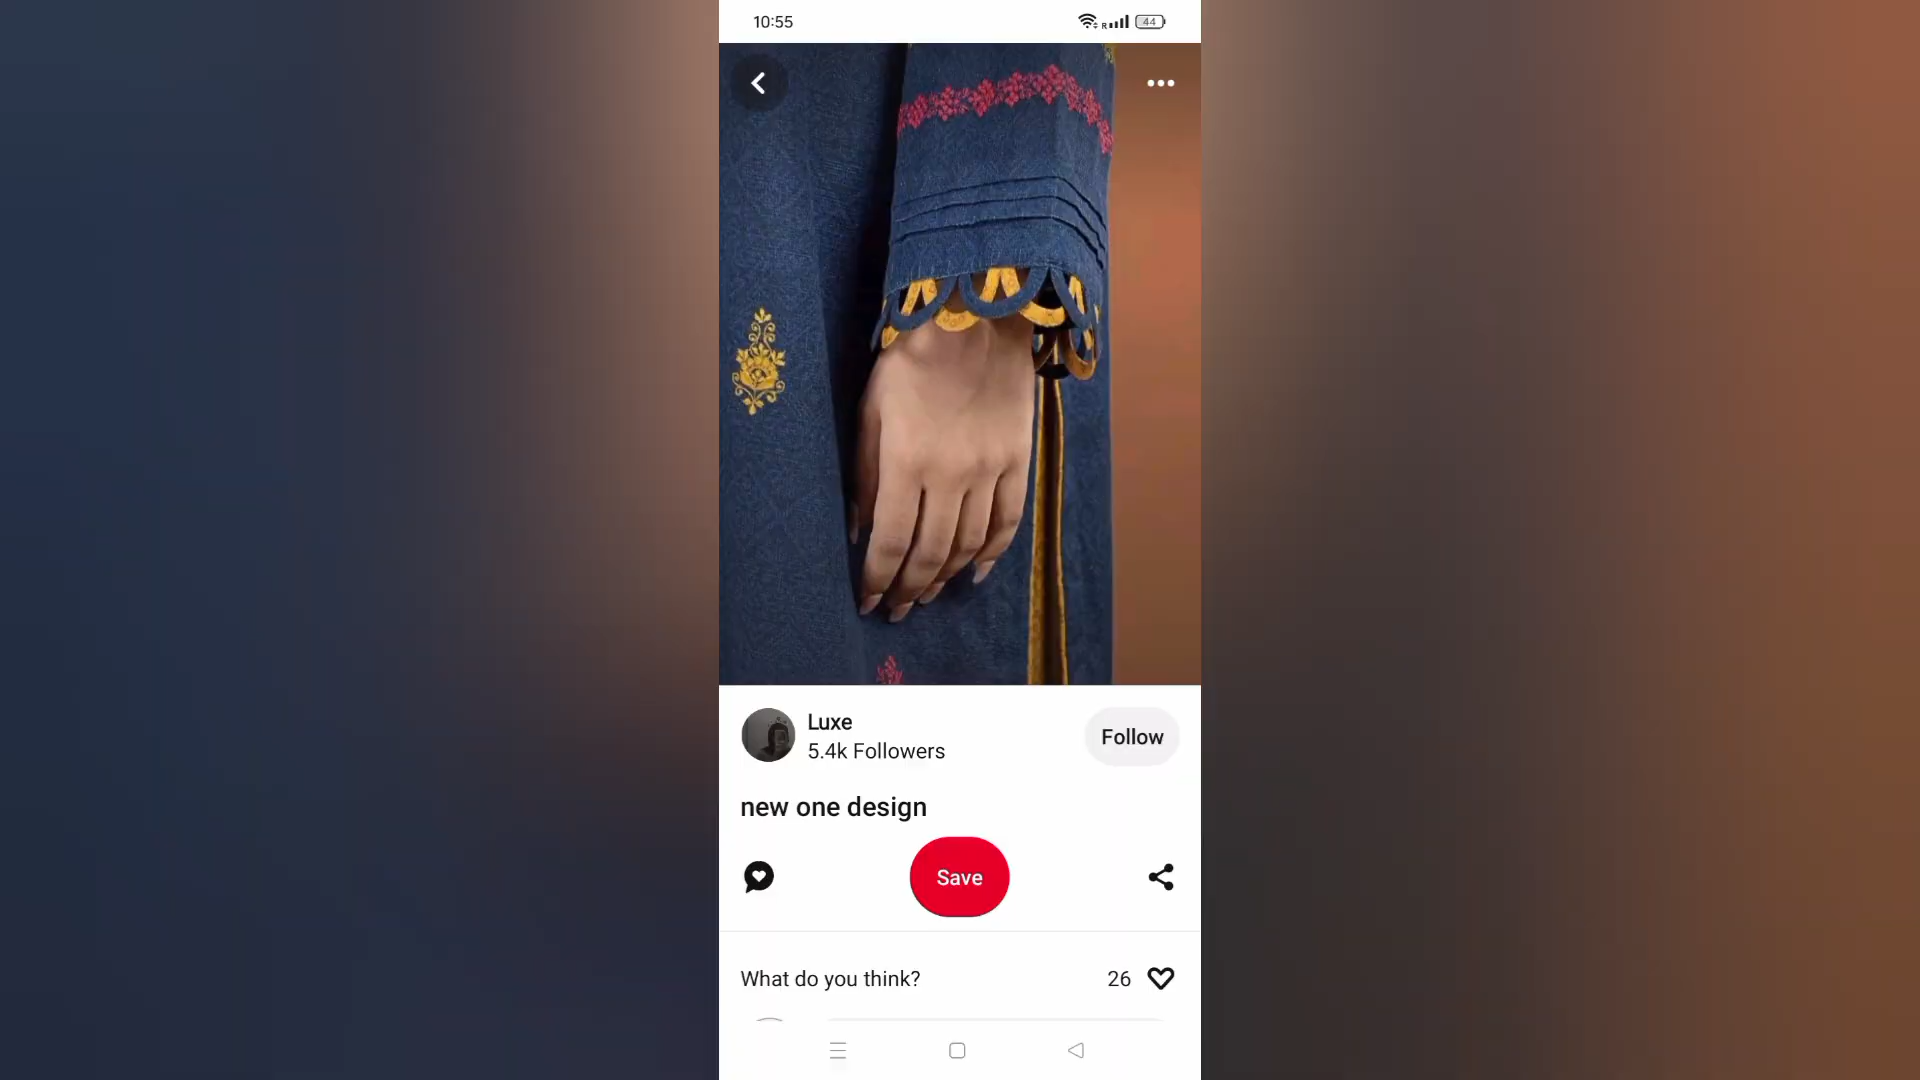 10:55
R 44
Luxe
5.4k Followers
Follow
new one design
Save
What do you think?
26